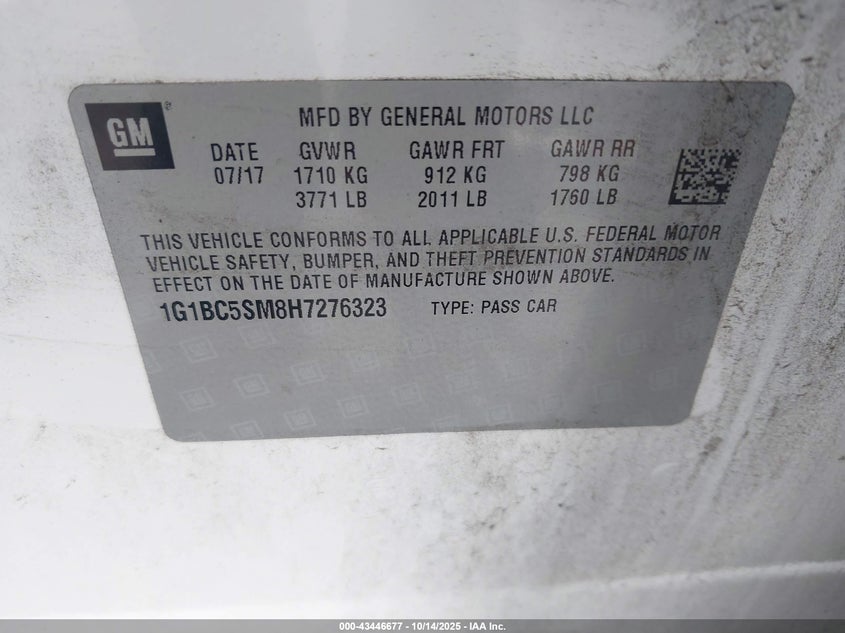 GM®
MFD BY GENERAL MOTORS LLC
DATE GVWR GAWR FRT GAWR RR
07/17 1710 KG 912 KG 798 KG
3771 LB 2011 LB 1760 LB
THIS VEHICLE CONFORMS TO ALL APPLICABLE U.S. FEDERAL MOTOR
VEHICLE SAFETY, BUMPER, AND THEFT PREVENTION STANDARDS IN
EFFECT ON THE DATE OF MANUFACTURE SHOWN ABOVE.
1G1BC5SM8H7276323 TYPE: PASS CAR
000-43446677 - 10/14/2025 - IAA Inc.